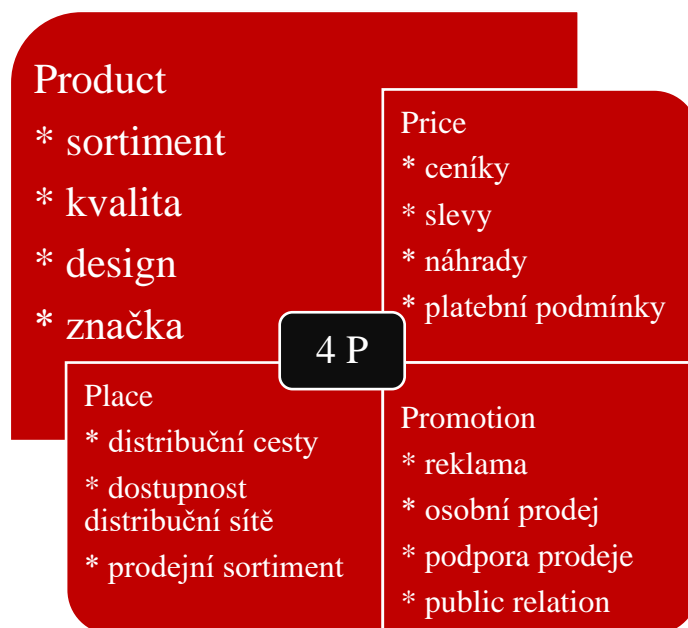 Product
* sortiment
* kvalita
* design
* značka
Price
* ceníky
* slevy
* náhrady
* platební podmínky
4 P
Place
* distribuční cesty
* dostupnost
distribuční sítě
* prodejní sortiment
Promotion
* reklama
* osobní prodej
* podpora prodeje
* public relation